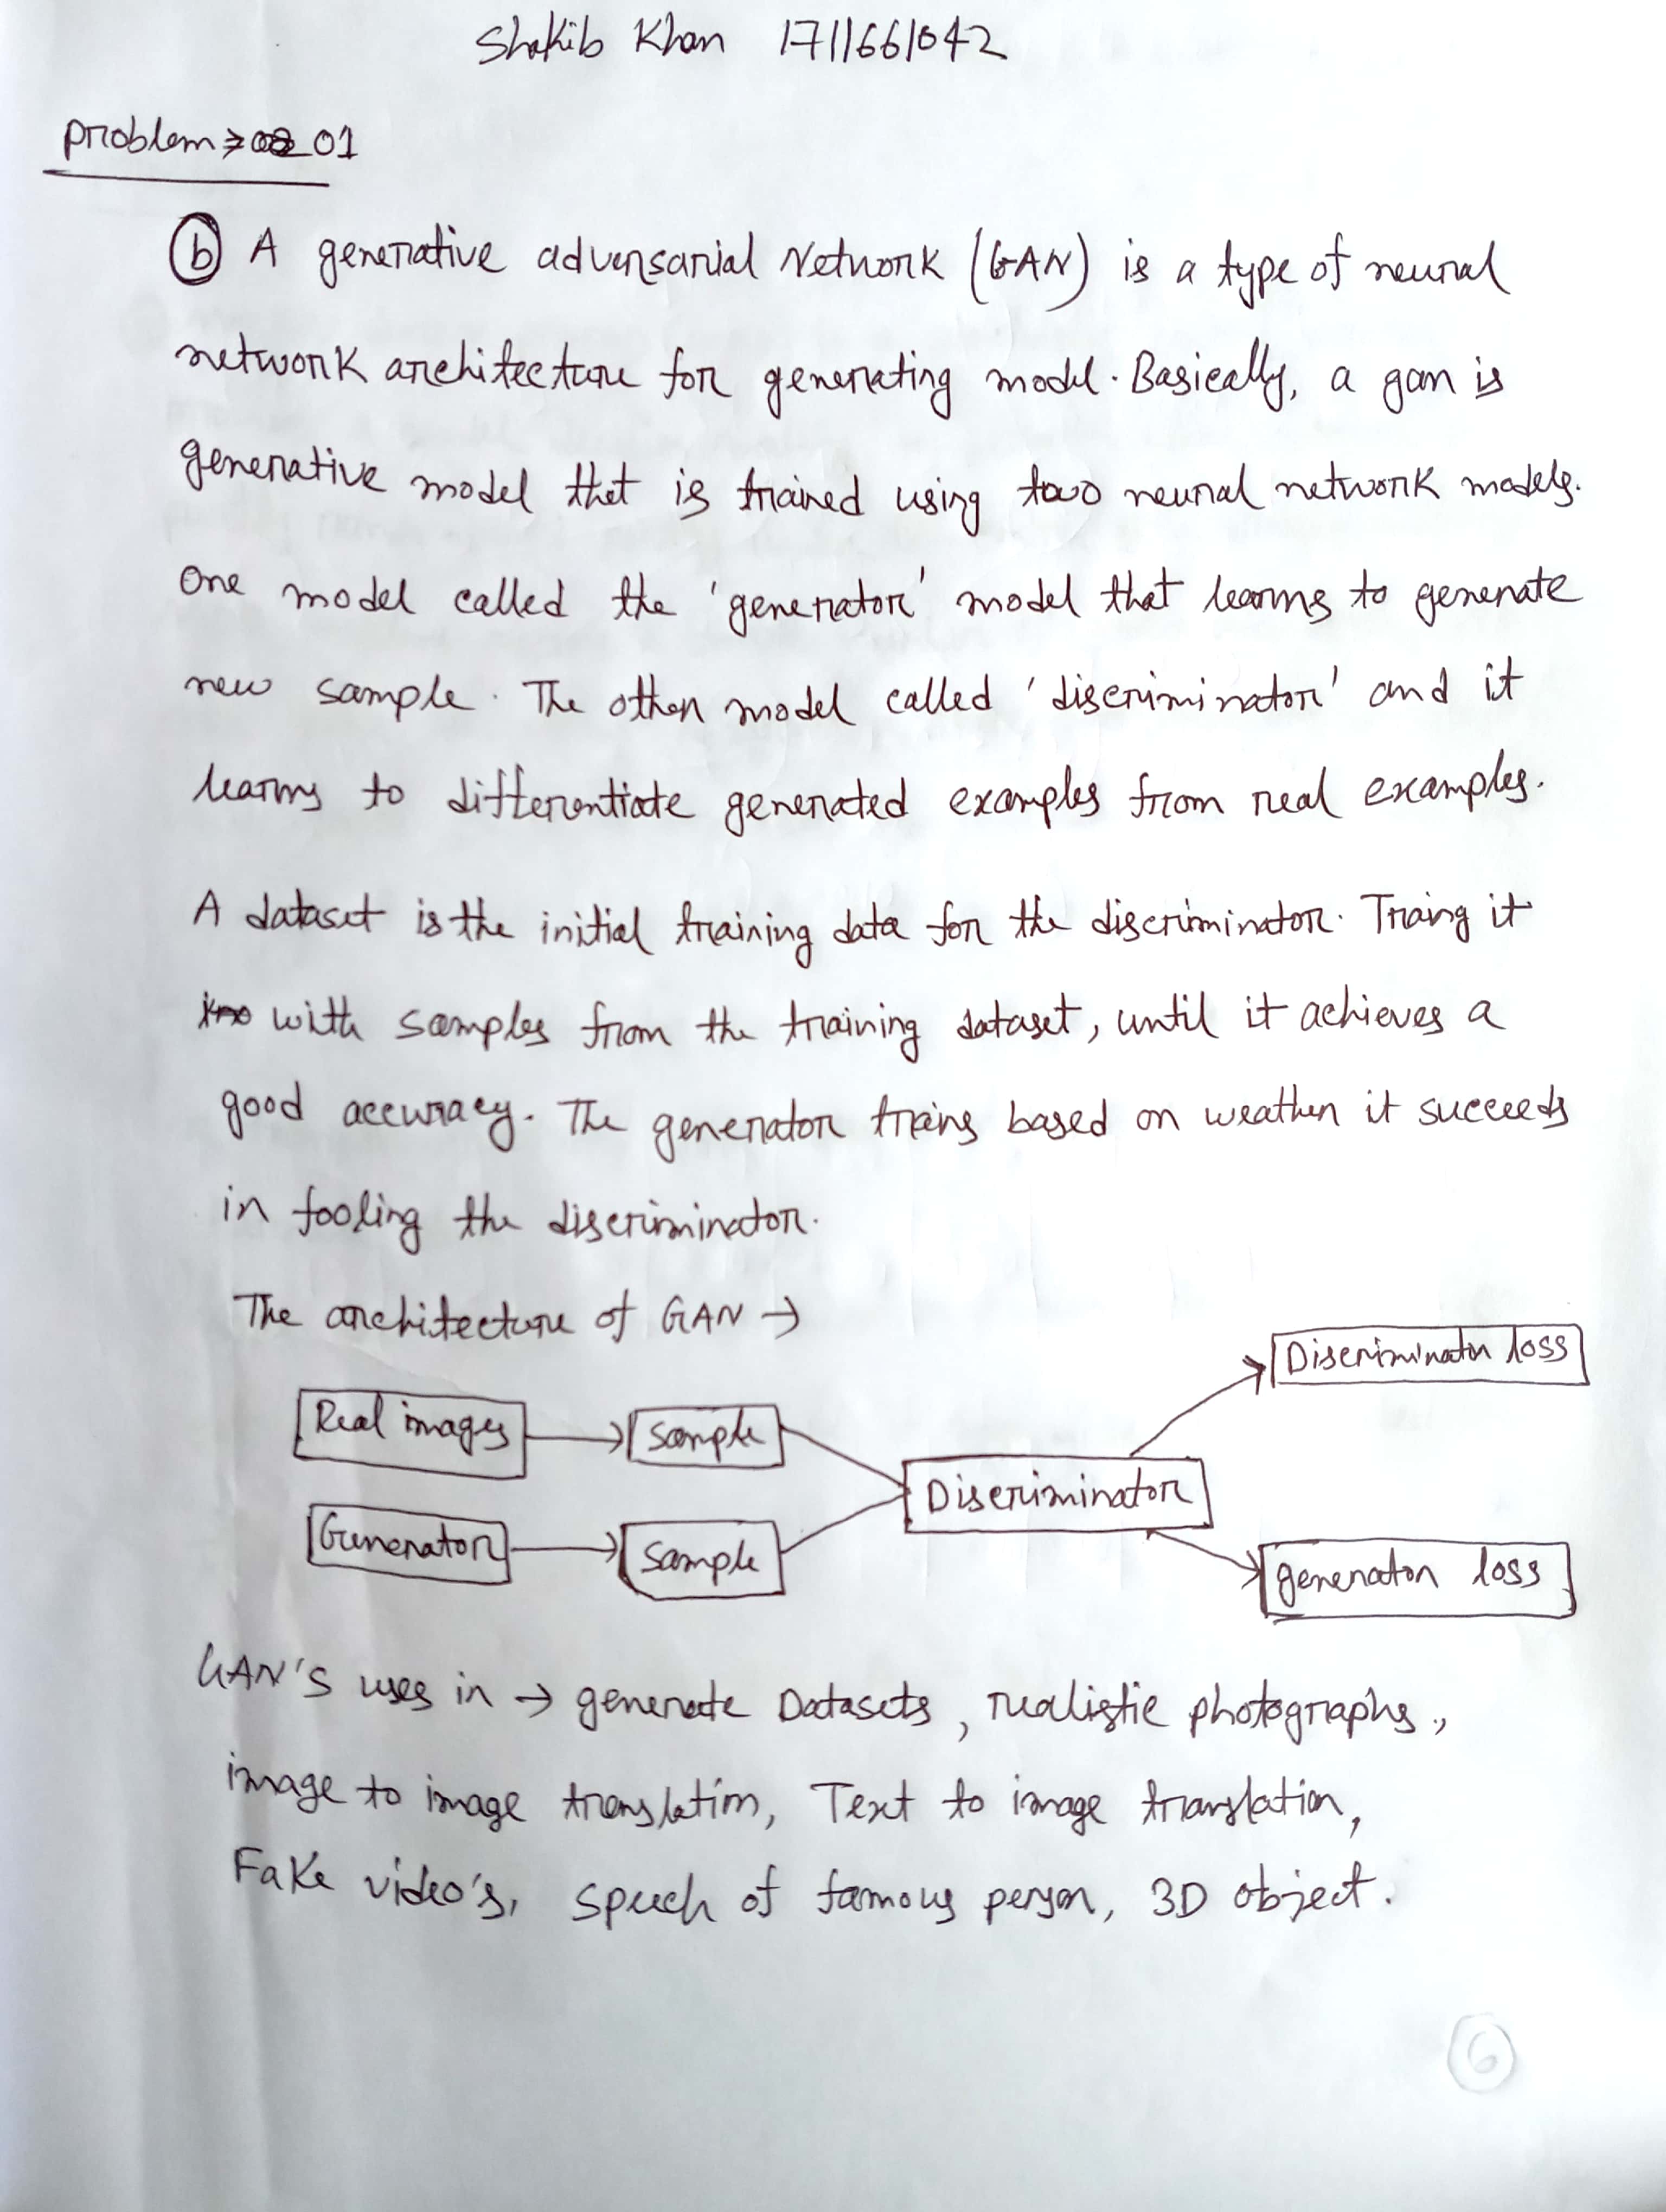 Shakib Khan 1711661042
Problem ⇒ 01
(b) A generative adversarial Network (GAN) is a type of neural
network architecture for generating model. Basically, a gan is
generative model that is trained using two neural network models.
One model called the 'generator' model that learns to generate
new sample. The other model called 'discriminator' and it
learns to differentiate generated examples from real examples.
A dataset is the initial training data for the discriminator. Traing it
with samples from the training dataset, until it achieves a
good accuracy. The generator trains based on weather it succeeds
in fooling the discriminator.
The architecture of GAN →
Discriminator loss
Real images
Sample
Discriminator
Generator
Sample
generator loss
GAN'S uses in → generate Datasets, realistic photographs,
image to image translation, Text to image translation,
Fake video's, speech of famous person, 3D object.
6